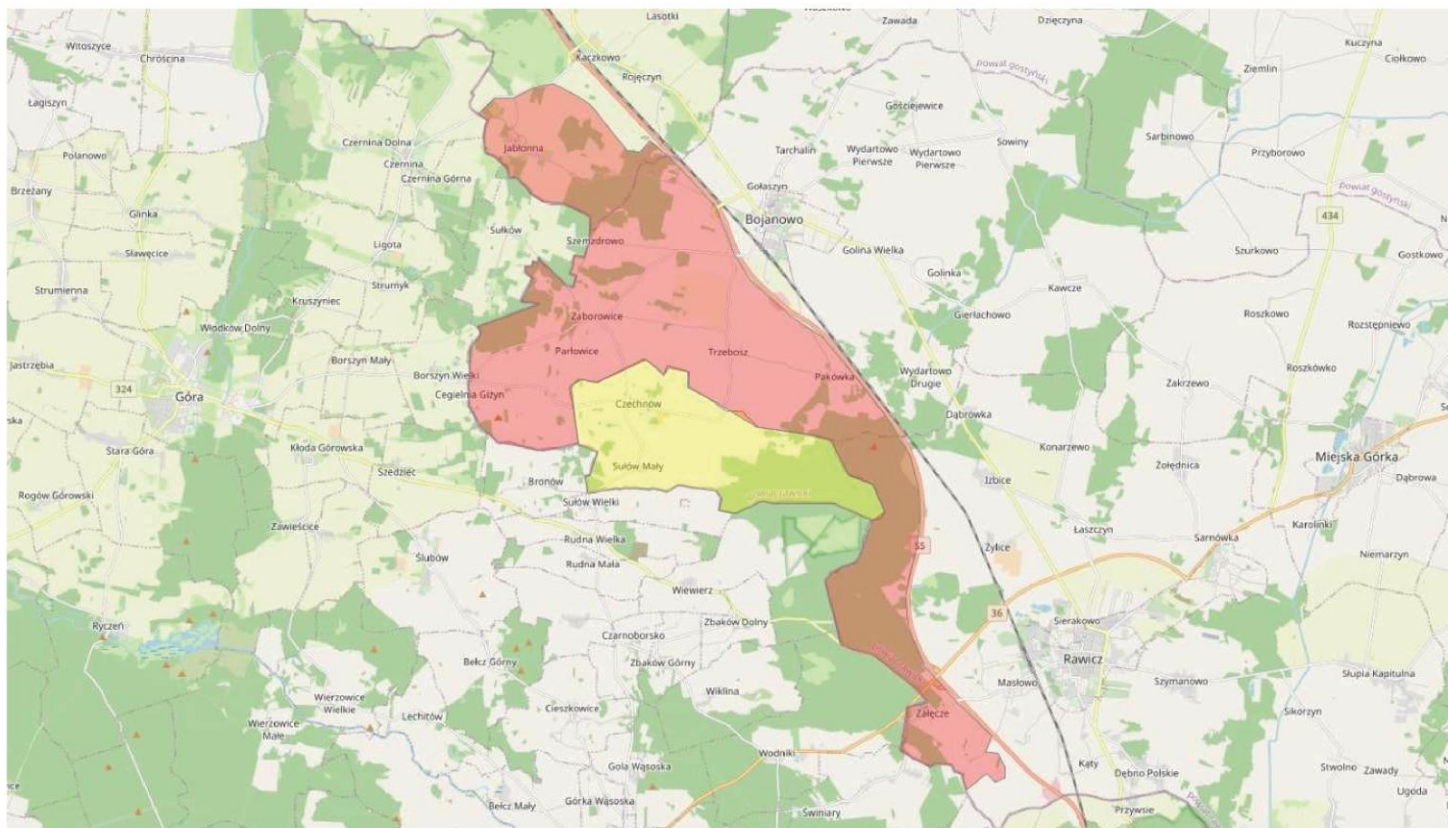 Lasotki
Zawada
Dzięczyna
Kuczyna
Witoszyce
Chróścina
Kaczkowo
Rojęczyn
powiat gostyński
Ziemlin
Ciołkowo
Łagiszyn
Gościejewice
Czernina Dolna
Jabłonna
Tarchalin
Wydartowo
Pierwsze
Wydartowo
Pierwsze
Sowiny
Sarbinowo
Polanowo
Czernina
Przyborowo
Brzeżany
Czernina Górna
Gołaszyn
powiat gostyński
Glinka
Bojanowo
434
Sułków
Ligota
Szemzdrowo
Sławęcice
Golina Wielka
Szurkowo
Gostkowo
Strumienna
Strumyk
Golinka
Kruszyniec
Kawcze
Włodków Dolny
Zaborowice
Gierłachowo
Roszkowo
Rozstępniewo
Jastrzębia
Borszyn Mały
Parłowice
Trzebosz
Borszyn Wielki
Pakówka
Wydartowo
Drugie
Roszkówko
324
Góra
Cegielnia Giżyn
Zakrzewo
Czechnów
Dąbrówka
ska
Stara Góra
Kłoda Górowska
Konarzewo
Miejska Górka
Szedziec
Sułów Mały
Żołędnica
Rogów Górowski
Bronów
Izbice
Dąbrowa
Sułów Wielki
Zawieścice
Łaszczyn
Karolinki
Rudna Wielka
S5
Żylice
Sarnówka
Ślubów
Rudna Mała
Niemarzyn
Wiewierz
36
Ryczeń
Zbaków Dolny
Sierakowo
Czarnoborsko
Rawicz
Bełcz Górny
Zbaków Górny
Masłowo
Szymanowo
Słupia Kapitulna
Wiklina
Wierzowice
Wielkie
Lechitów
Cieszkowice
Załęcze
Sikorzyn
Wierzowice
Małe
Wodniki
Kąty
Gola Wąsoska
Dębno Polskie
Stwolno
Zawady
Bełcz Mały
Górka Wąsoska
Ugoda
Świniary
Przywsie